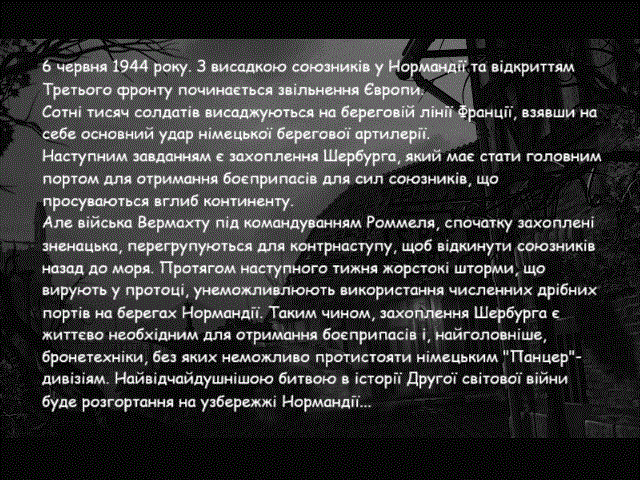 6 червня 1944 року. З висадкою союзників у Нормандії та відкриттям
Третього фронту починається звільнення Європи.
Сотні тисяч солдатів висаджуються на береговій лінії Франції, взявши на
себе основний удар німецької берегової артилерії.
Наступним завданням є захоплення Шербурга, який має стати головним
портом для отримання боєприпасів для сил союзників, що
просуваються вглиб континенту.
Але війська Вермахту під командуванням Роммеля, спочатку захоплені
зненацька, перегрупуються для контрнаступу, щоб відкинути союзників
назад до моря. Протягом наступного тижня жорстокі шторми, що
вирують у протоці, унеможливлюють використання численних дрібних
портів на берегах Нормандії. Таким чином, захоплення Шербурга є
життєво необхідним для отримання боєприпасів і, найголовніше,
бронетехніки, без яких неможливо протистояти німецьким "Панцер"-
дивізіям. Найвідчайдушнішою битвою в історії Другої світової війни
буде розгортання на узбережжі Нормандії...